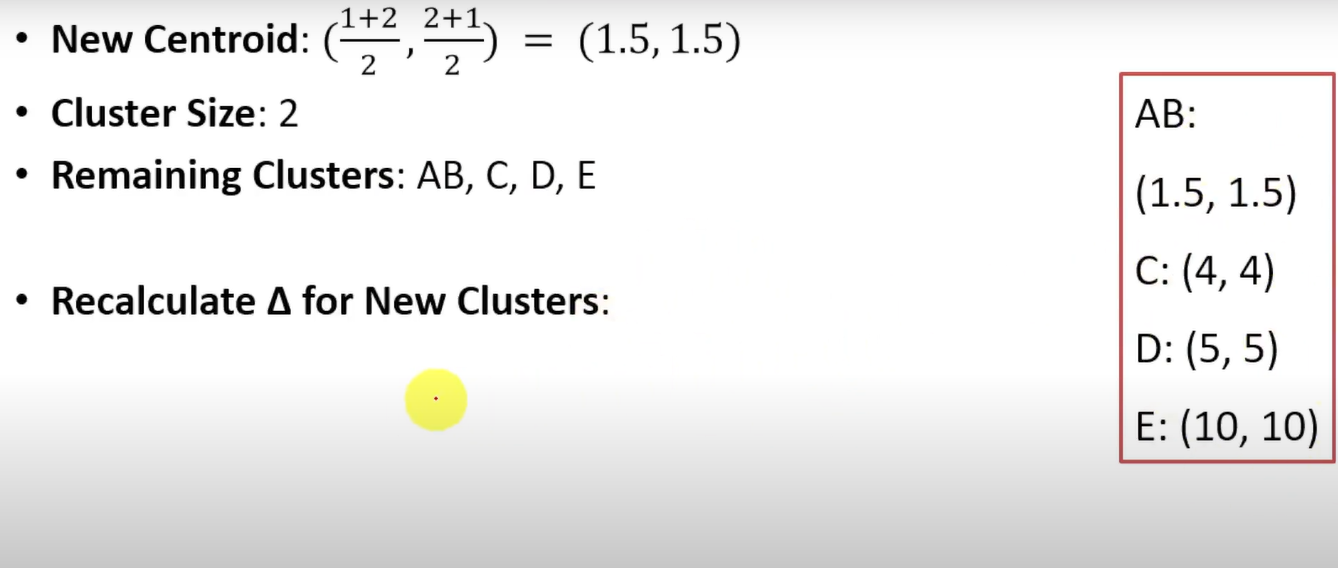 • New Centroid: (1+2/2, 2+1/2) = (1.5, 1.5)
• Cluster Size: 2
• Remaining Clusters: AB, C, D, E
• Recalculate Δ for New Clusters:
AB:
(1.5, 1.5)
C: (4, 4)
D: (5, 5)
E: (10, 10)